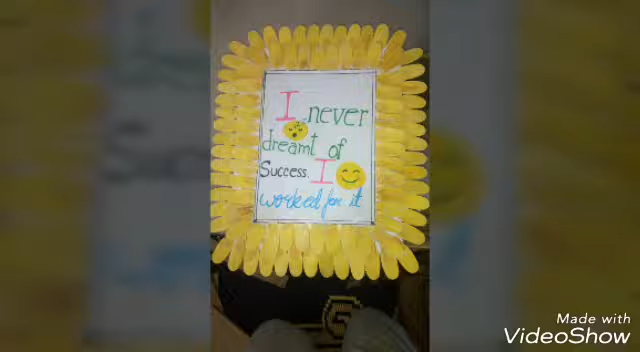 I never
dreamt of
Success. I
worked for it
Made with
VideoShow